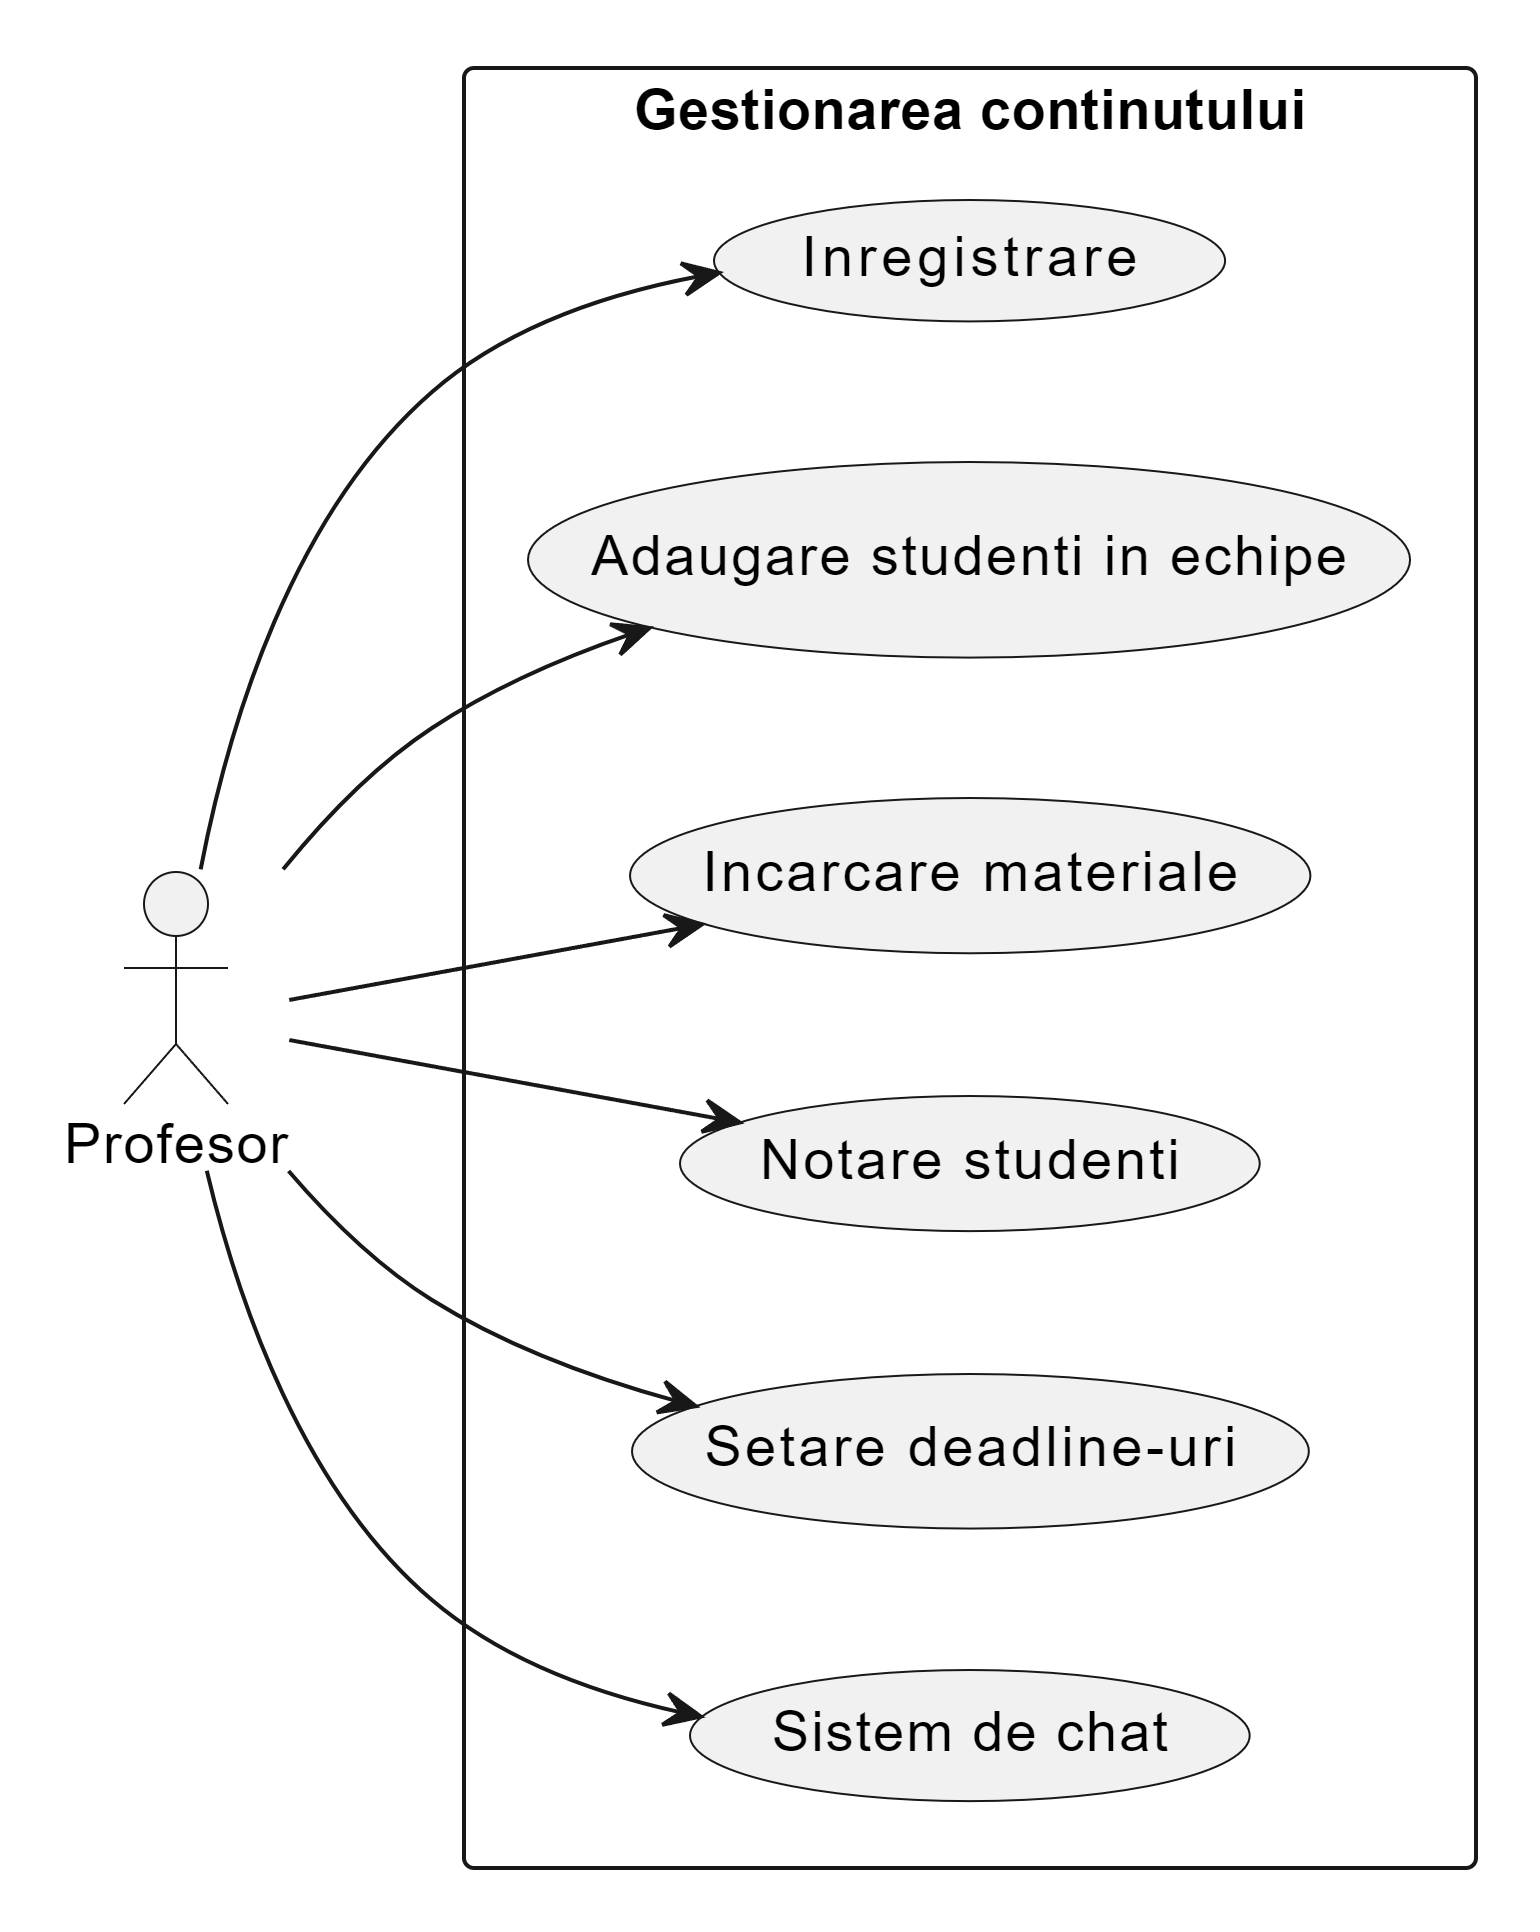 Gestionarea continutului
Inregistrare
Adaugare studenti in echipe
Incarcare materiale
Notare studenti
Profesor
Setare deadline-uri
Sistem de chat